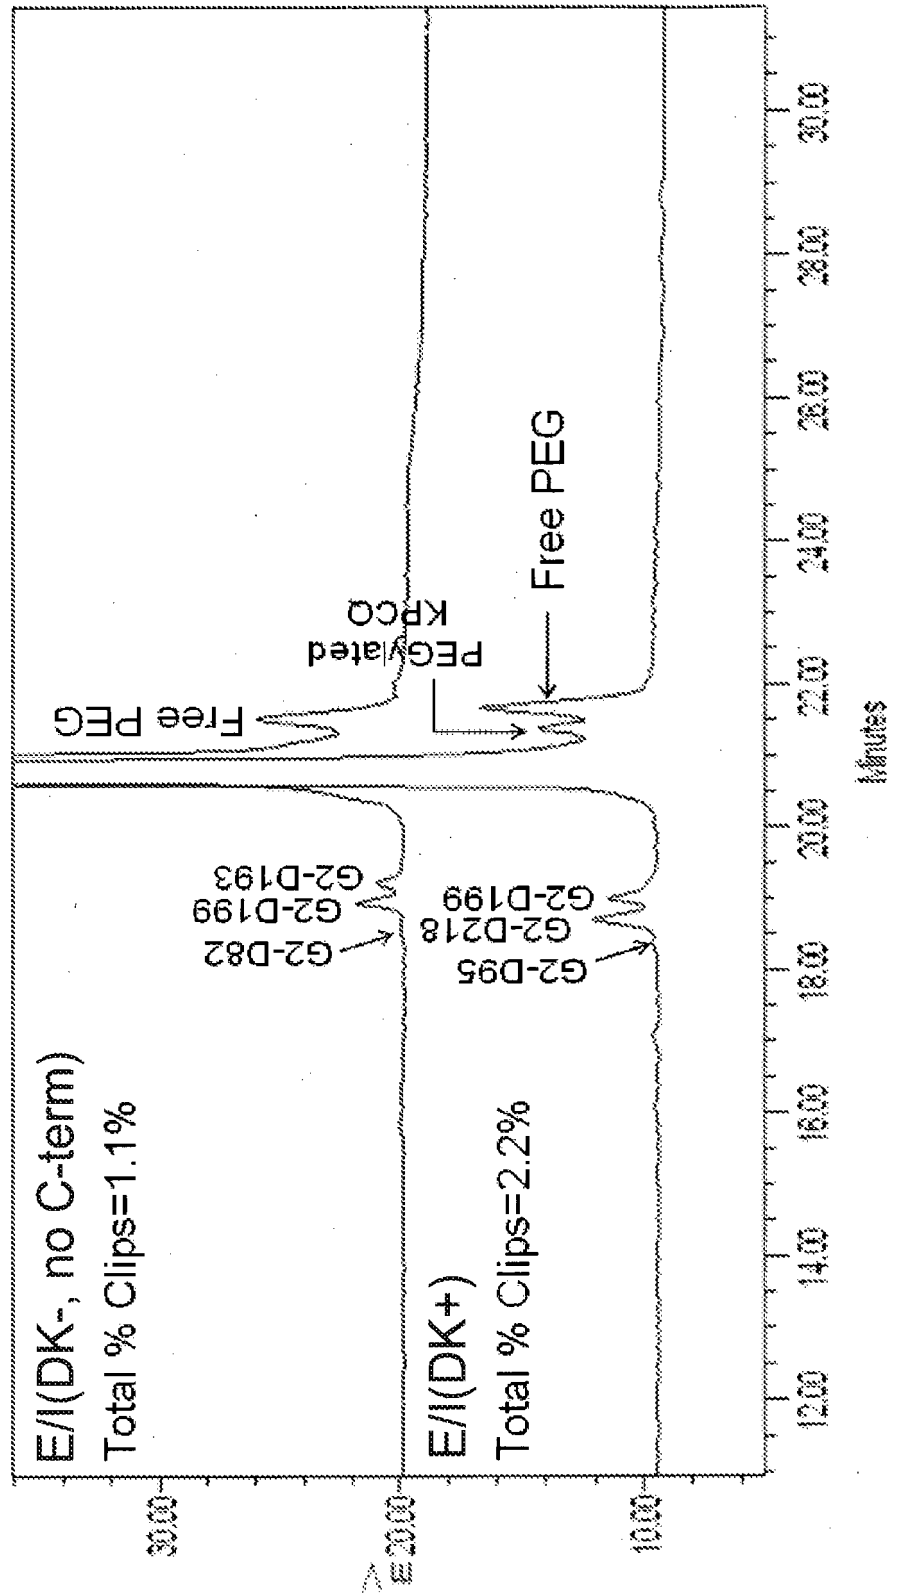 E/I(DK-, no C-term)
Total % Clips=1.1%
G2-D82
G2-D199
G2-D193
Free PEG
E/I(DK+)
Total % Clips=2.2%
G2-D95
G2-D218
G2-D199
PEGylated
KPCQ
Free PEG
30.00
20.00
10.00
mV
12.00
14.00
16.00
18.00
20.00
22.00
24.00
26.00
28.00
30.00
Minutes